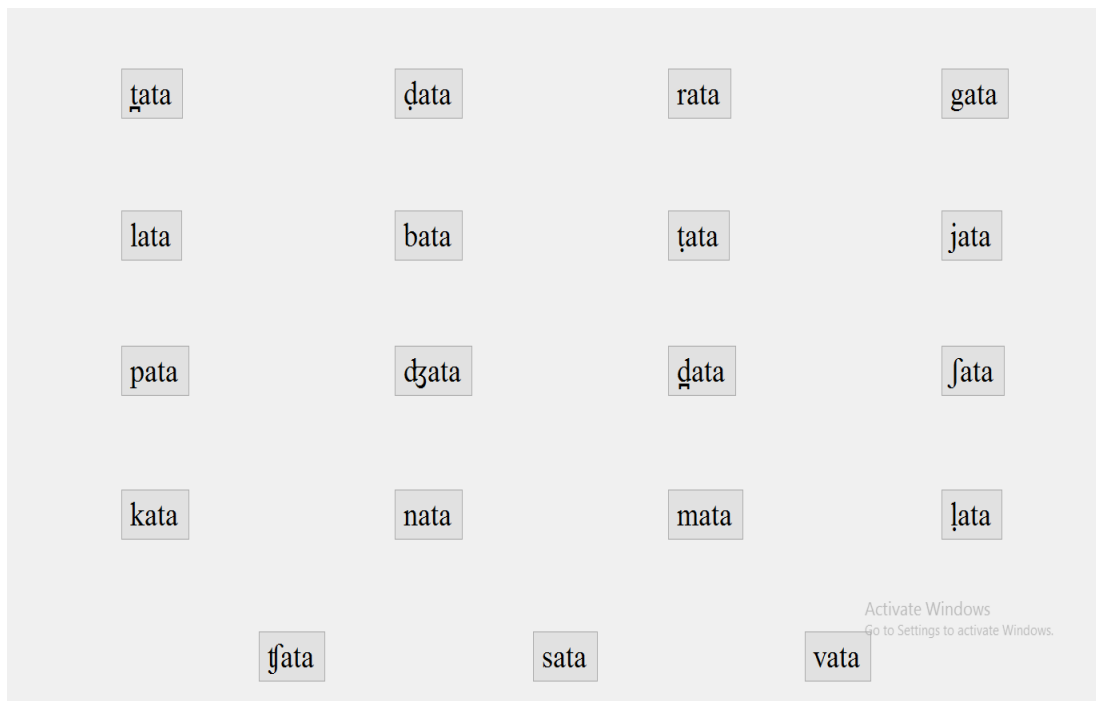 t̪ata ḍata rata gata
lata bata ṭata jata
pata ʤata d̪ata ʃata
kata nata mata ḷata
Activate Windows
Go to Settings to activate Windows.
ʧata sata vata